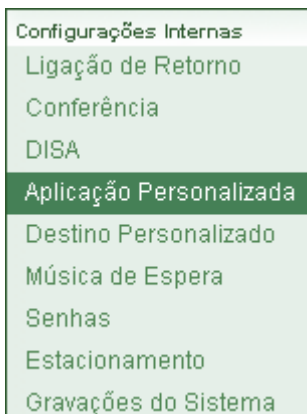 Configurações Internas
Ligação de Retorno
Conferência
DISA
Aplicação Personalizada
Destino Personalizado
Música de Espera
Senhas
Estacionamento
Gravações do Sistema